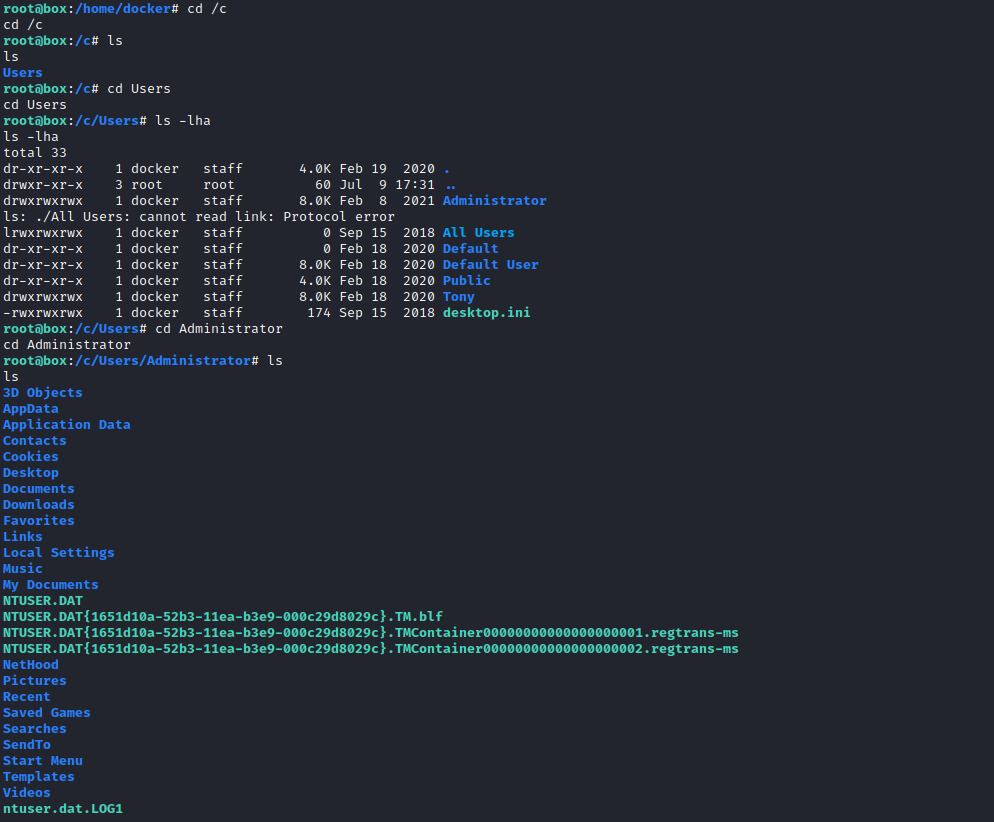 root@box:/home/docker# cd /c
cd /c
root@box:/c# ls
ls
Users
root@box:/c# cd Users
cd Users
root@box:/c/Users# ls -lha
ls -lha
total 33
dr-xr-xr-x    1 docker   staff       4.0K Feb 19  2020 .
drwxr-xr-x    3 root     root          60 Jul  9 17:31 ..
drwxrwxrwx    1 docker   staff       8.0K Feb  8  2021 Administrator
ls: ./All Users: cannot read link: Protocol error
lrwxrwxrwx    1 docker   staff          0 Sep 15  2018 All Users
dr-xr-xr-x    1 docker   staff          0 Feb 18  2020 Default
dr-xr-xr-x    1 docker   staff       8.0K Feb 18  2020 Default User
dr-xr-xr-x    1 docker   staff       4.0K Feb 18  2020 Public
drwxrwxrwx    1 docker   staff       8.0K Feb 18  2020 Tony
-rwxrwxrwx    1 docker   staff        174 Sep 15  2018 desktop.ini
root@box:/c/Users# cd Administrator
cd Administrator
root@box:/c/Users/Administrator# ls
ls
3D Objects
AppData
Application Data
Contacts
Cookies
Desktop
Documents
Downloads
Favorites
Links
Local Settings
Music
My Documents
NTUSER.DAT
NTUSER.DAT{1651d10a-52b3-11ea-b3e9-000c29d8029c}.TM.blf
NTUSER.DAT{1651d10a-52b3-11ea-b3e9-000c29d8029c}.TMContainer00000000000000000001.regtrans-ms
NTUSER.DAT{1651d10a-52b3-11ea-b3e9-000c29d8029c}.TMContainer00000000000000000002.regtrans-ms
NetHood
Pictures
Recent
Saved Games
Searches
SendTo
Start Menu
Templates
Videos
ntuser.dat.LOG1